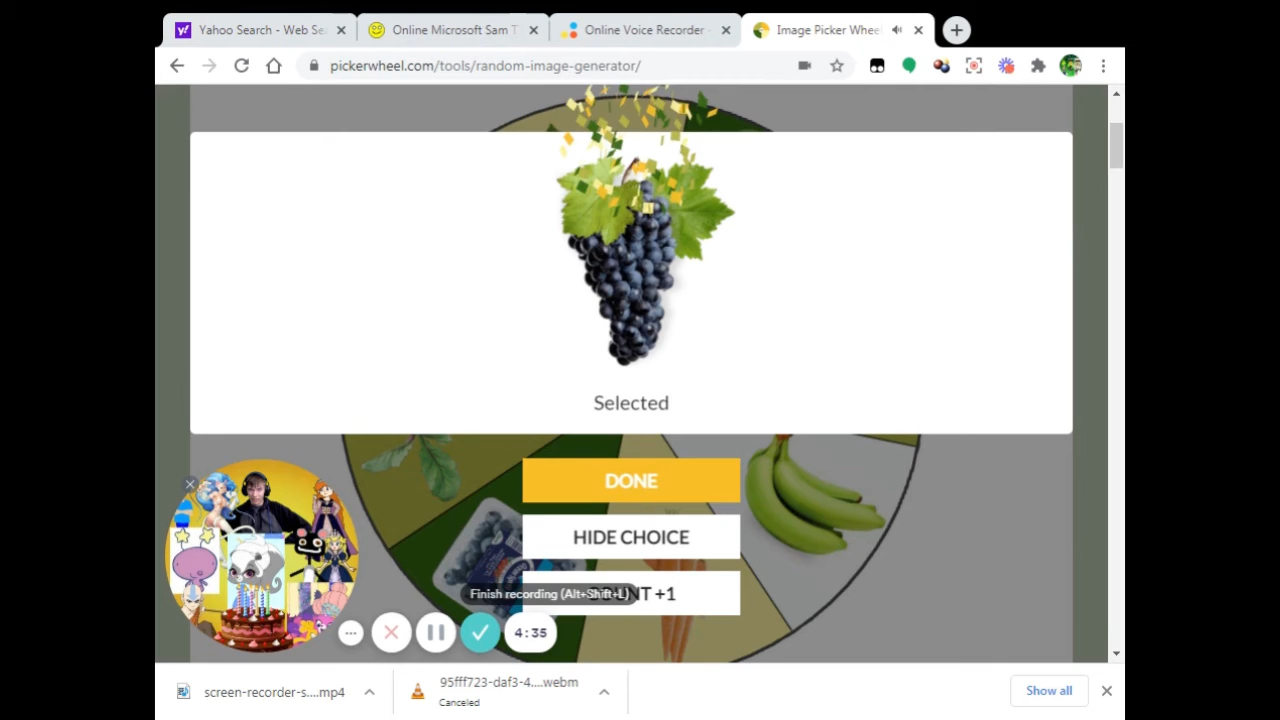 Yahoo Search - Web Se
Online Microsoft Sam T
Online Voice Recorder
Image Picker Whee
pickerwheel.com/tools/random-image-generator/
Selected
DONE
HIDE CHOICE
Finish recording (Alt+Shift+L)
NT +1
4:35
screen-recorder-s....mp4
95fff723-daf3-4....webm
Canceled
Show all